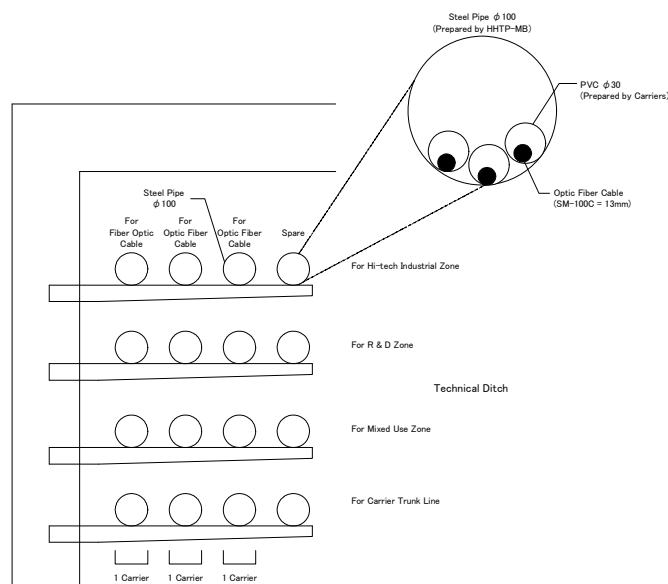 Steel Pipe φ100
(Prepared by HHTP-MB)
PVC φ30
(Prepared by Carriers)
Optic Fiber Cable
(SM-100C = 13mm)
Steel Pipe
φ100
For
Fiber Optic
Cable
For
Optic Fiber
Cable
For
Optic Fiber
Cable
Spare
For Hi-tech Industrial Zone
For R & D Zone
Technical Ditch
For Mixed Use Zone
For Carrier Trunk Line
1 Carrier
1 Carrier
1 Carrier